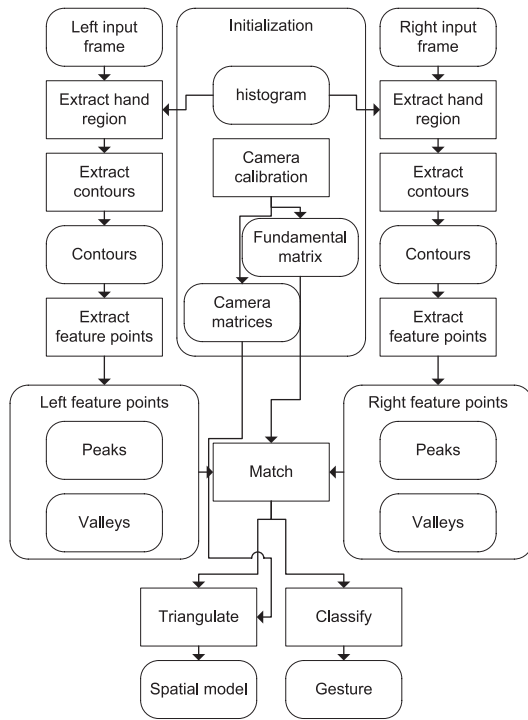 Left input
frame
Initialization
Right input
frame
histogram
Extract hand
region
Extract hand
region
Camera
calibration
Extract
contours
Extract
contours
Fundamental
matrix
Contours
Contours
Camera
matrices
Extract
feature points
Extract
feature points
Left feature points
Right feature points
Peaks
Peaks
Match
Valleys
Valleys
Triangulate
Classify
Spatial model
Gesture